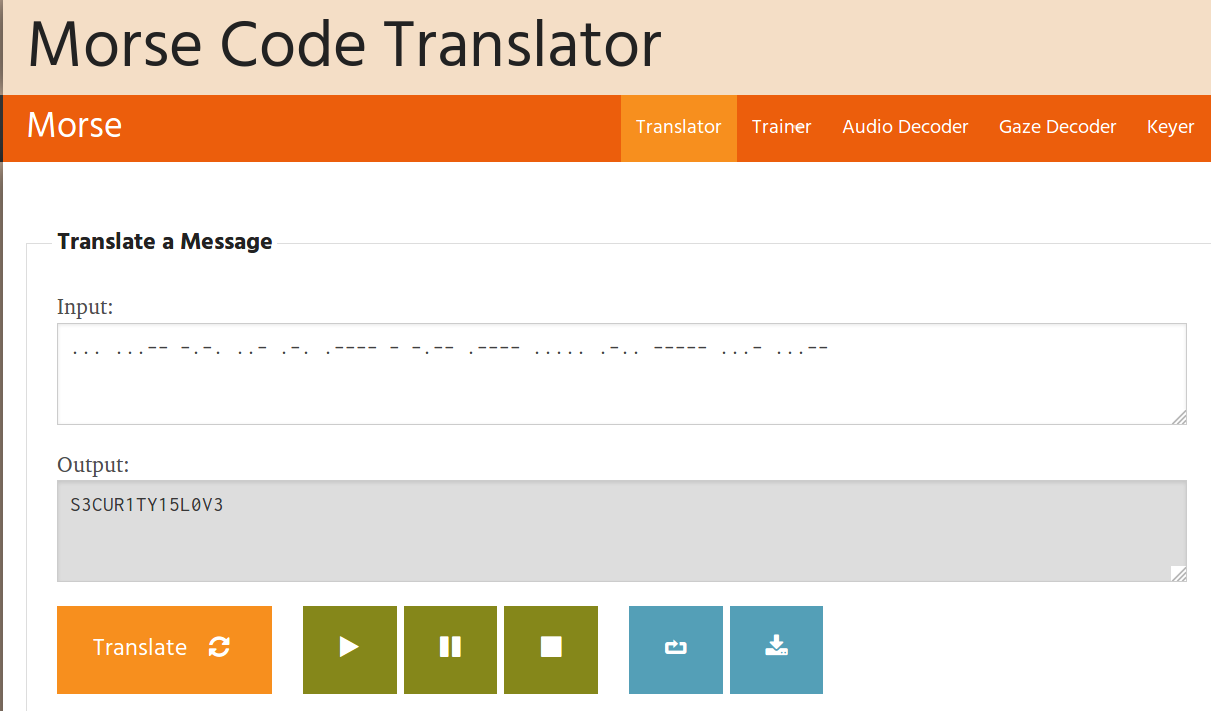 Morse Code Translator
Morse Translator Trainer Audio Decoder Gaze Decoder Keyer
Translate a Message
Input:
... ...-- -.-. ..- .-. .---- - -.-- .---- ..... .-.. ----- ...- ...--
Output:
S3CUR1TY15L0V3
Translate